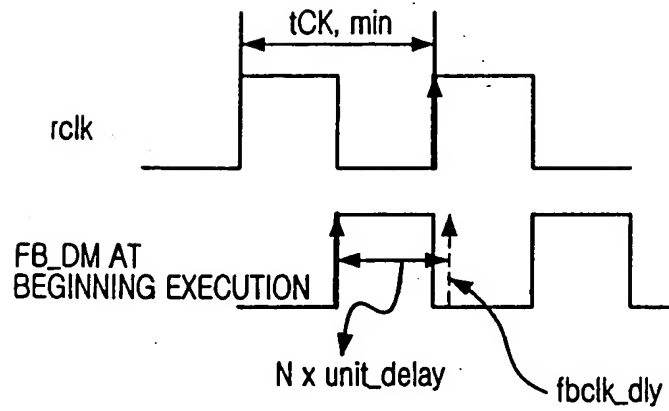 tCK, min
rclk
FB_DM AT
BEGINNING EXECUTION
N x unit_delay
fbclk_dly